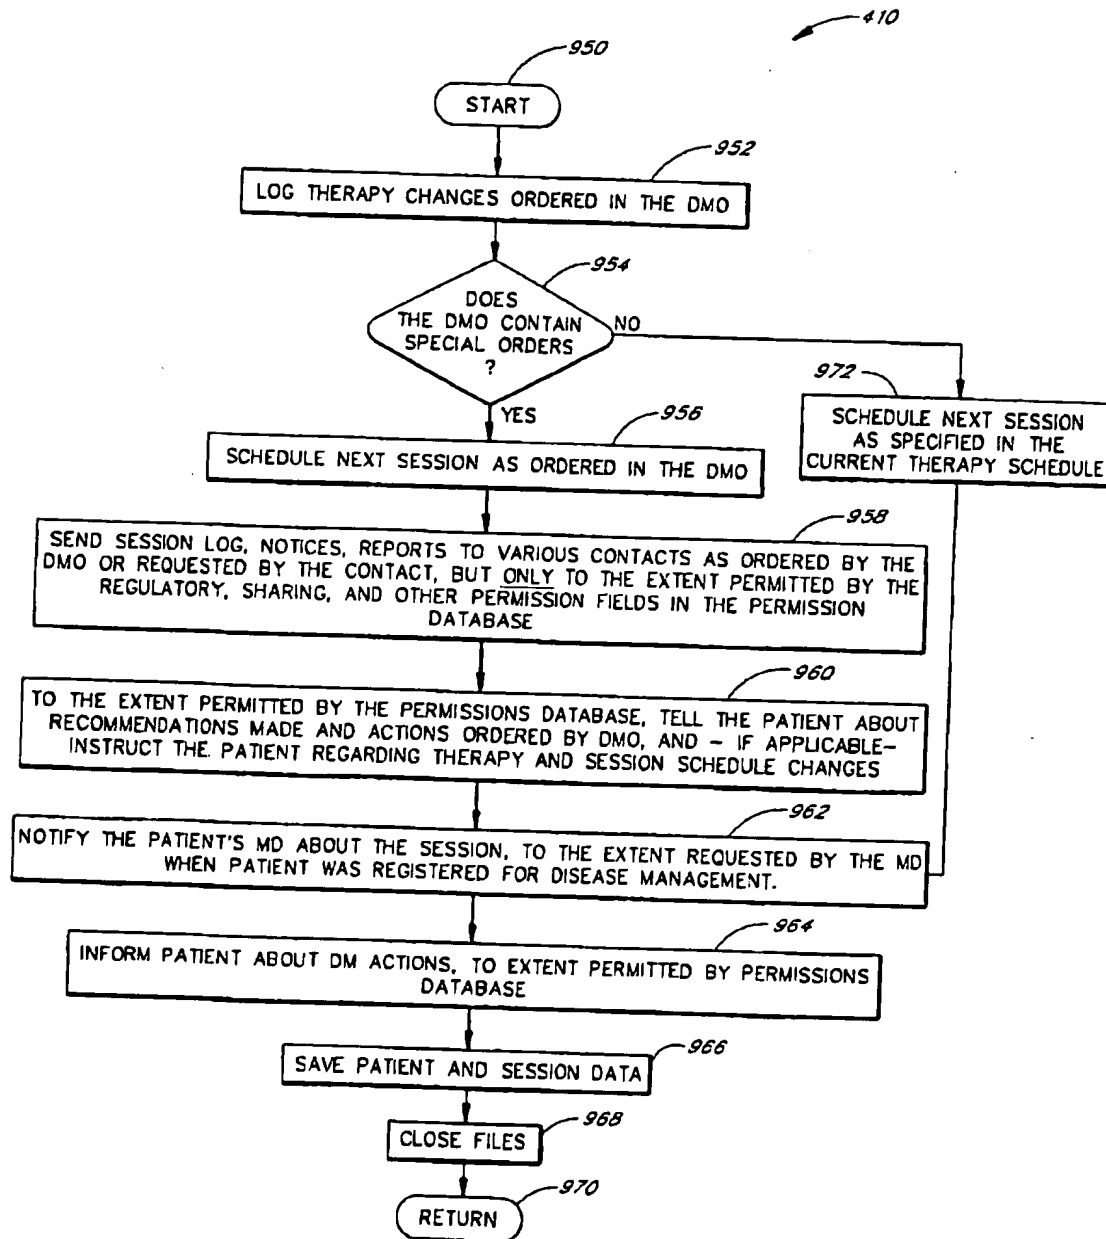 410
950
START
952
LOG THERAPY CHANGES ORDERED IN THE DMO
954
DOES
THE DMO CONTAIN
SPECIAL ORDERS
?
NO
YES
972
SCHEDULE NEXT SESSION
AS SPECIFIED IN THE
CURRENT THERAPY SCHEDULE
956
SCHEDULE NEXT SESSION AS ORDERED IN THE DMO
958
SEND SESSION LOG, NOTICES, REPORTS TO VARIOUS CONTACTS AS ORDERED BY THE
DMO OR REQUESTED BY THE CONTACT, BUT ONLY TO THE EXTENT PERMITTED BY THE
REGULATORY, SHARING, AND OTHER PERMISSION FIELDS IN THE PERMISSION
DATABASE
960
TO THE EXTENT PERMITTED BY THE PERMISSIONS DATABASE, TELL THE PATIENT ABOUT
RECOMMENDATIONS MADE AND ACTIONS ORDERED BY DMO, AND - IF APPLICABLE-
INSTRUCT THE PATIENT REGARDING THERAPY AND SESSION SCHEDULE CHANGES
962
NOTIFY THE PATIENT'S MD ABOUT THE SESSION, TO THE EXTENT REQUESTED BY THE MD
WHEN PATIENT WAS REGISTERED FOR DISEASE MANAGEMENT.
964
INFORM PATIENT ABOUT DM ACTIONS, TO EXTENT PERMITTED BY PERMISSIONS
DATABASE
966
SAVE PATIENT AND SESSION DATA
968
CLOSE FILES
970
RETURN